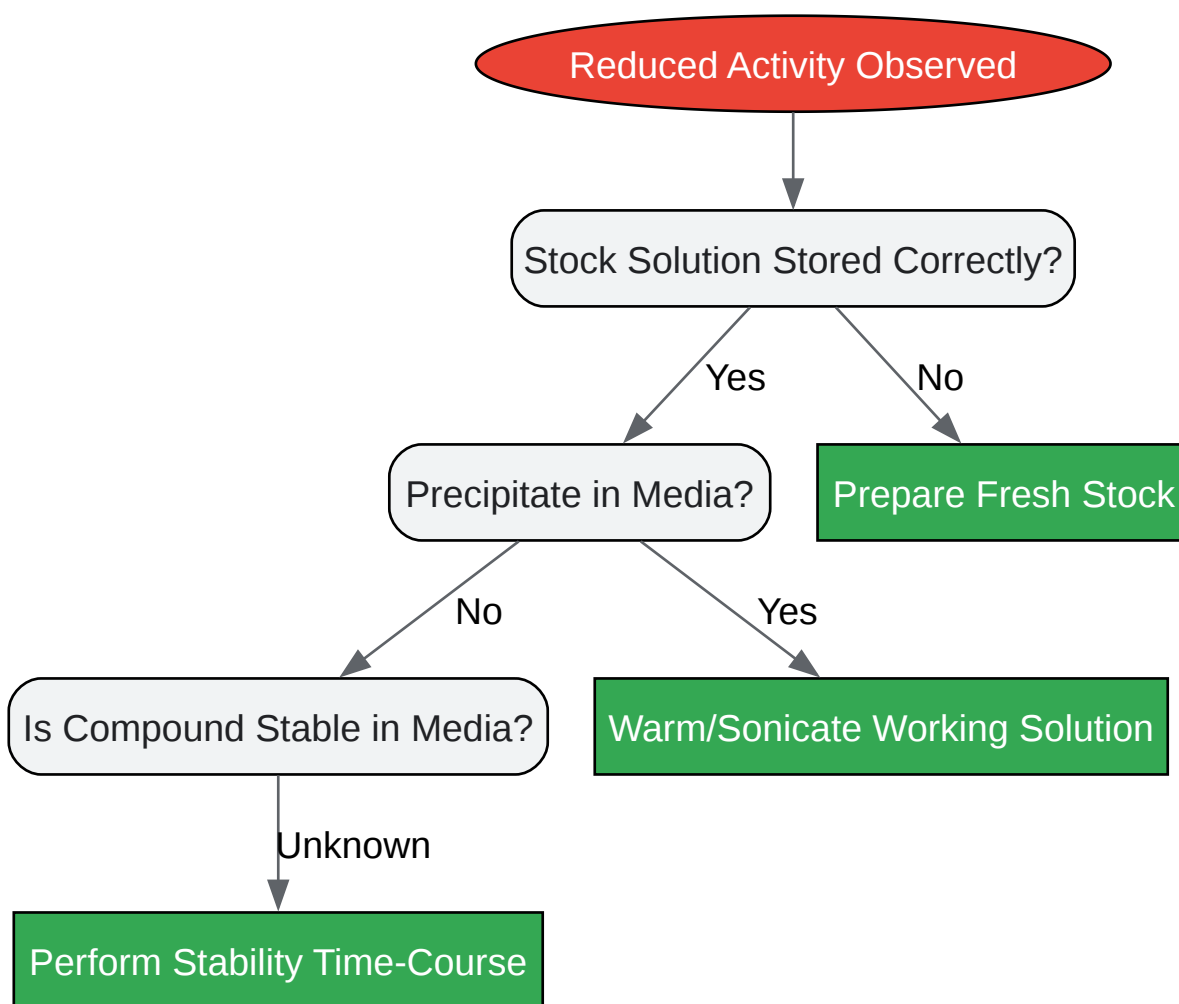 Reduced Activity Observed
Stock Solution Stored Correctly?
Yes
No
Precipitate in Media?
Prepare Fresh Stock
No
Yes
Is Compound Stable in Media?
Warm/Sonicate Working Solution
Unknown
Perform Stability Time-Course